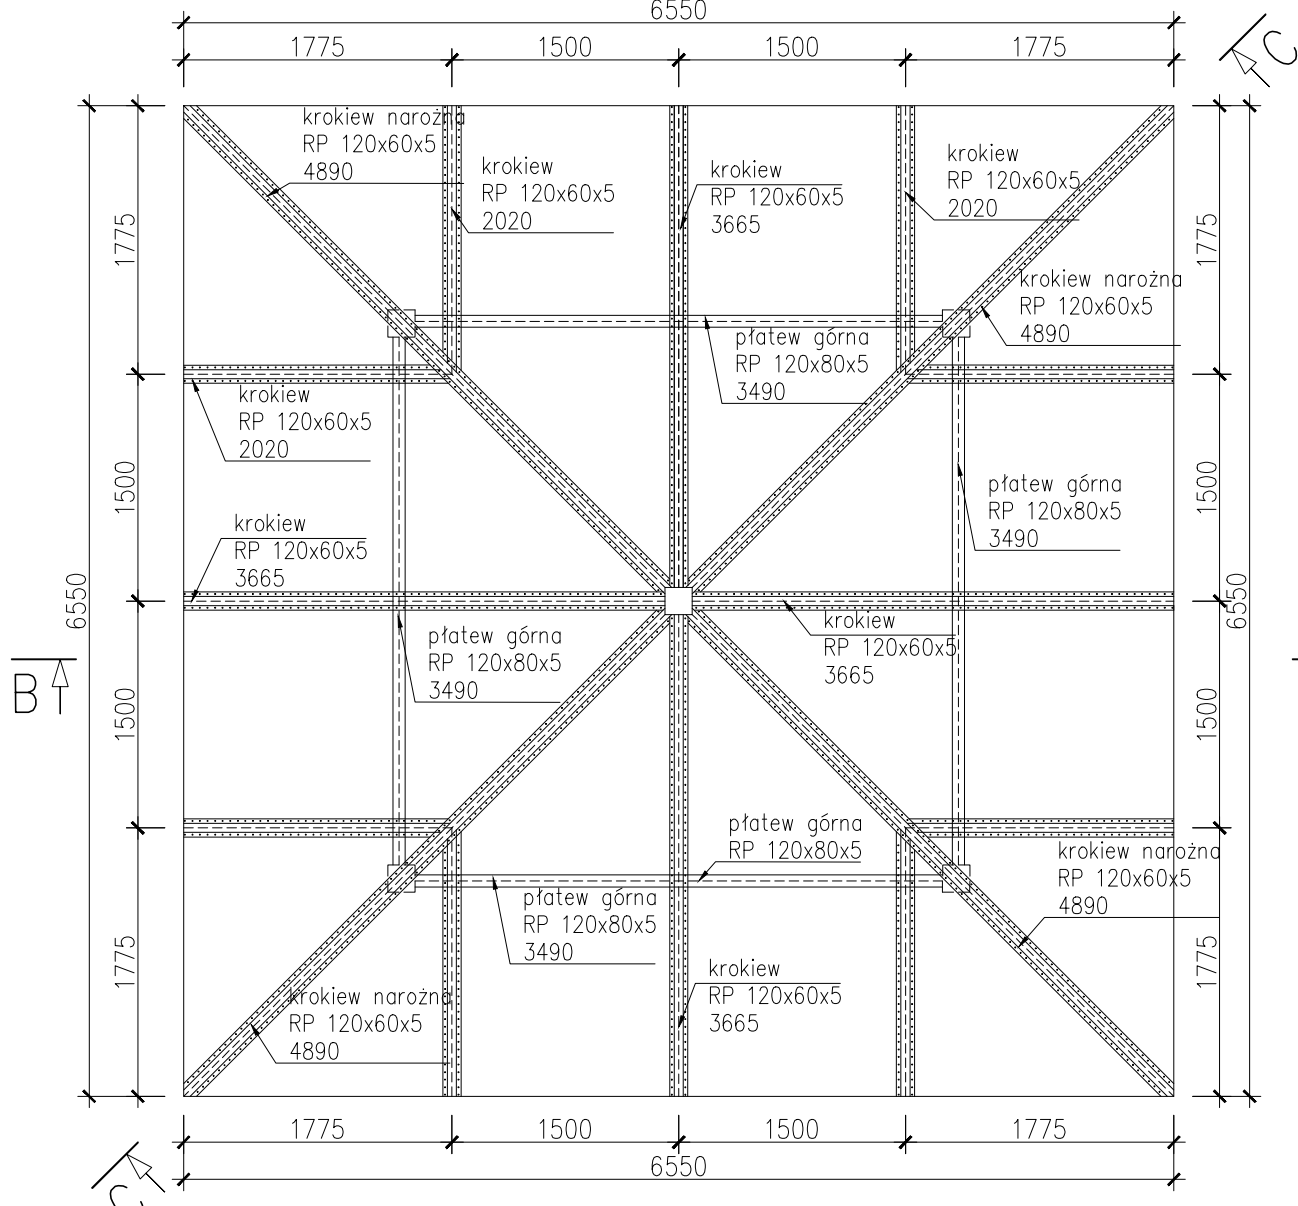 6550
1775
1500
1500
1775
C
krokiew narożna
RP 120x60x5
4890
krokiew
RP 120x60x5
2020
krokiew
RP 120x60x5
3665
krokiew
RP 120x60x5
2020
1775
1775
krokiew narożna
RP 120x60x5
4890
płatew górna
RP 120x80x5
3490
krokiew
RP 120x60x5
2020
1500
1500
płatew górna
RP 120x80x5
3490
krokiew
RP 120x60x5
3665
6550
6550
krokiew
RP 120x60x5
3665
płatew górna
RP 120x80x5
3490
B
1500
1500
płatew górna
RP 120x80x5
krokiew narożna
RP 120x60x5
4890
płatew górna
RP 120x80x5
3490
1775
1775
krokiew
RP 120x60x5
3665
krokiew narożna
RP 120x60x5
4890
1775
1500
1500
1775
6550
C